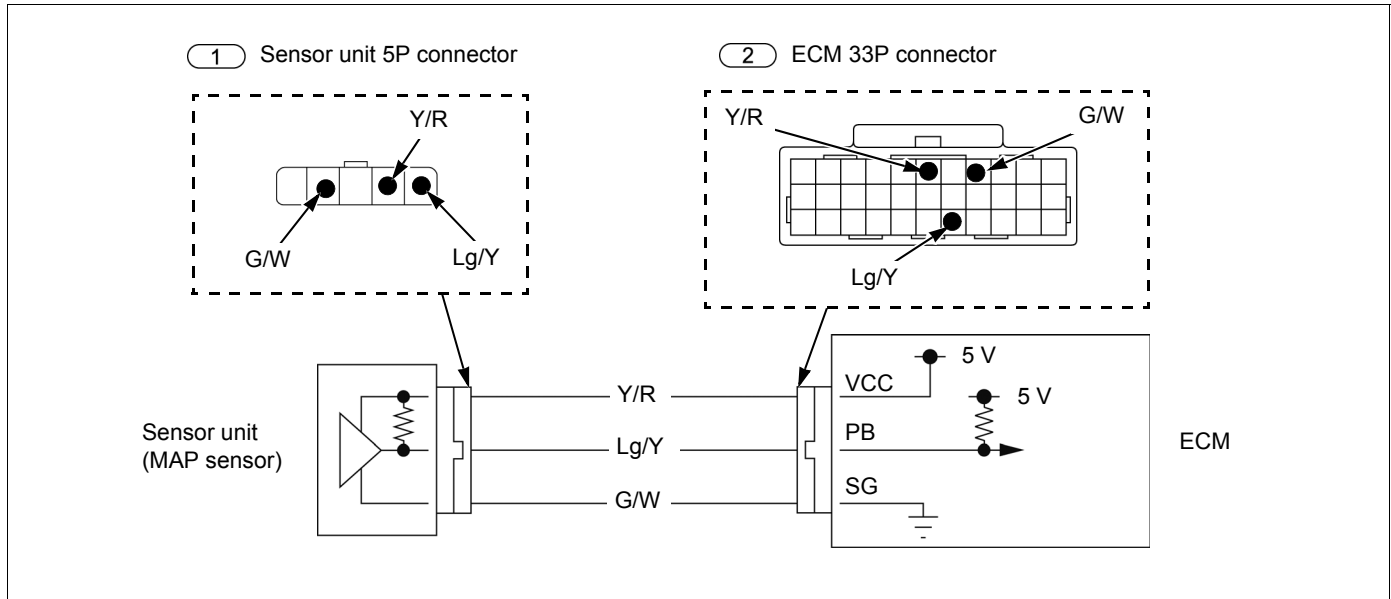 1 Sensor unit 5P connector
2 ECM 33P connector
Y/R
G/W
Lg/Y
Y/R
G/W
Lg/Y
Sensor unit
(MAP sensor)
Y/R
Lg/Y
G/W
VCC
5 V
PB
5 V
SG
ECM